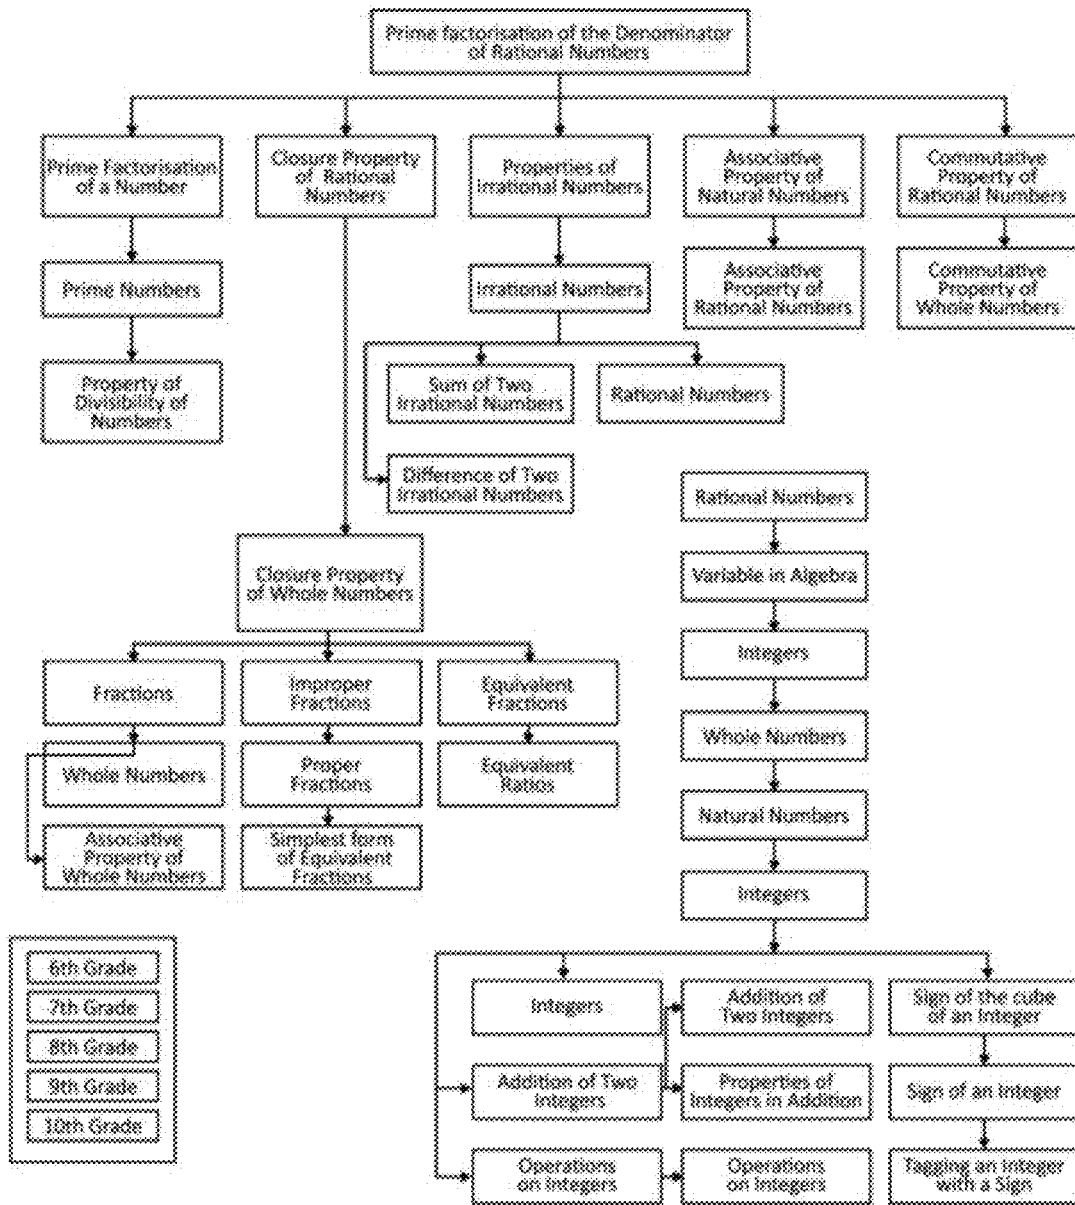 Prime factorisation of the Denominator
of Rational Numbers
Prime Factorisation
of a Number
Closure Property
of Rational
Numbers
Properties of
Irrational Numbers
Associative
Property of
Natural Numbers
Commutative
Property of
Rational Numbers
Prime Numbers
Irrational Numbers
Associative
Property of
Rational Numbers
Commutative
Property of
Whole Numbers
Property of
Divisibility of
Numbers
Sum of Two
Irrational Numbers
Rational Numbers
Difference of Two
Irrational Numbers
Rational Numbers
Closure Property
of Whole Numbers
Variable in Algebra
Integers
Fractions
Improper
Fractions
Equivalent
Fractions
Whole Numbers
Whole Numbers
Proper
Fractions
Equivalent
Ratios
Natural Numbers
Associative
Property of
Whole Numbers
Simplest form
of Equivalent
Fractions
Integers
6th Grade
7th Grade
8th Grade
9th Grade
10th Grade
Integers
Addition of
Two Integers
Sign of the cube
of an Integer
Addition of Two
Integers
Properties of
Integers in Addition
Sign of an Integer
Operations
on Integers
Operations
on Integers
Tagging an Integer
with a Sign